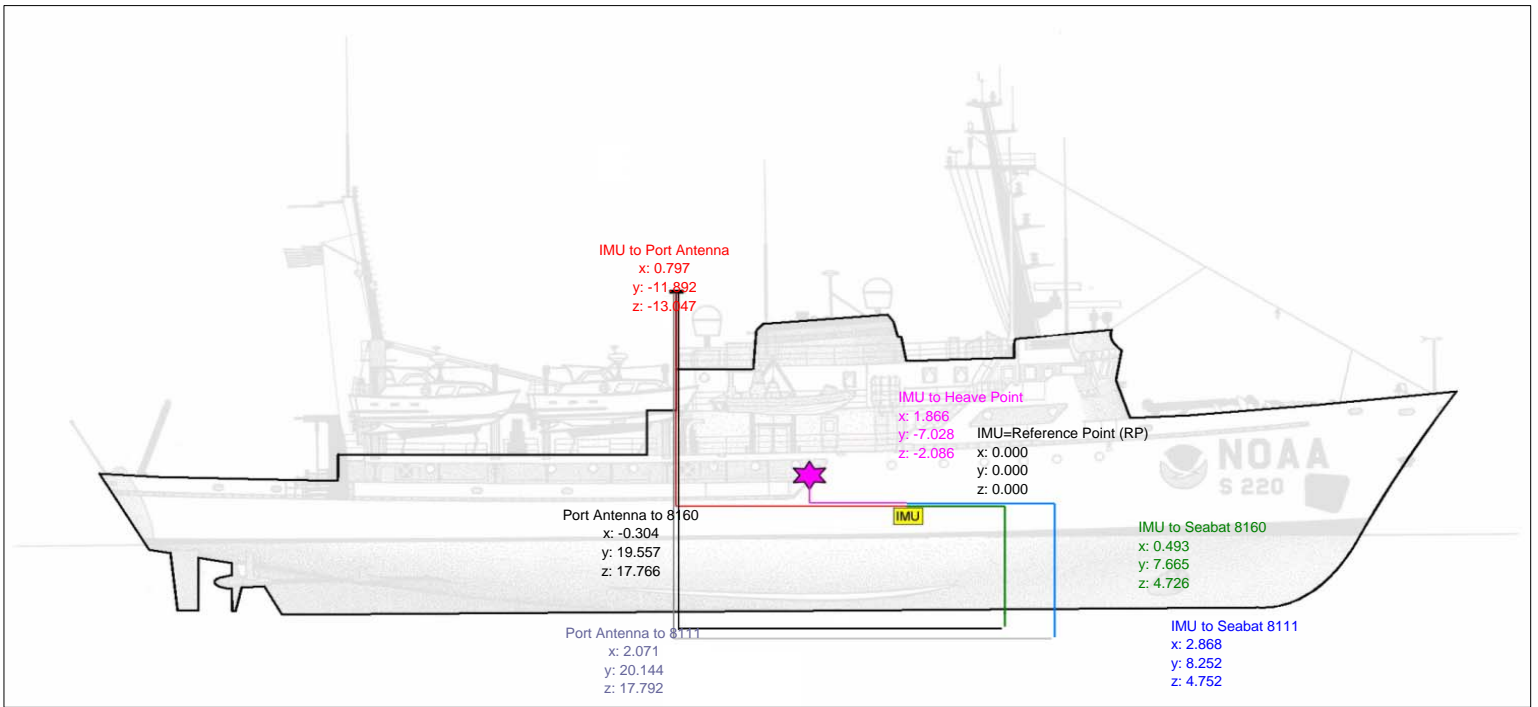 IMU to Port Antenna
x: 0.797
y: -11.892
z: -13.047
IMU to Heave Point
x: 1.866
y: -7.028
z: -2.086
IMU=Reference Point (RP)
x: 0.000
y: 0.000
z: 0.000
NOAA
S 220
IMU
Port Antenna to 8160
x: -0.304
y: 19.557
z: 17.766
IMU to Seabat 8160
x: 0.493
y: 7.665
z: 4.726
Port Antenna to 8111
x: 2.071
y: 20.144
z: 17.792
IMU to Seabat 8111
x: 2.868
y: 8.252
z: 4.752